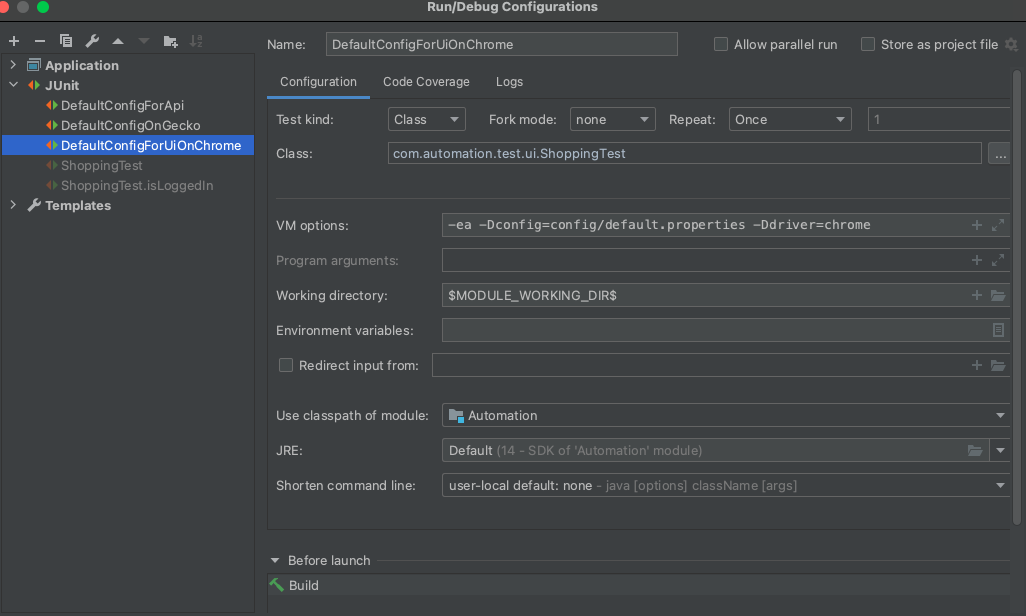 Run/Debug Configurations
Name: DefaultConfigForUiOnChrome Allow parallel run Store as project file
Application
JUnit
DefaultConfigForApi
DefaultConfigOnGecko
DefaultConfigForUiOnChrome
ShoppingTest
ShoppingTest.isLoggedIn
Templates
Configuration Code Coverage Logs
Test kind: Class Fork mode: none Repeat: Once 1
Class: com.automation.test.ui.ShoppingTest ...
VM options: -ea -Dconfig=config/default.properties -Ddriver=chrome
Program arguments:
Working directory: $MODULE_WORKING_DIR$
Environment variables:
Redirect input from:
Use classpath of module: Automation
JRE: Default (14 - SDK of 'Automation' module)
Shorten command line: user-local default: none - java [options] className [args]
Before launch
Build